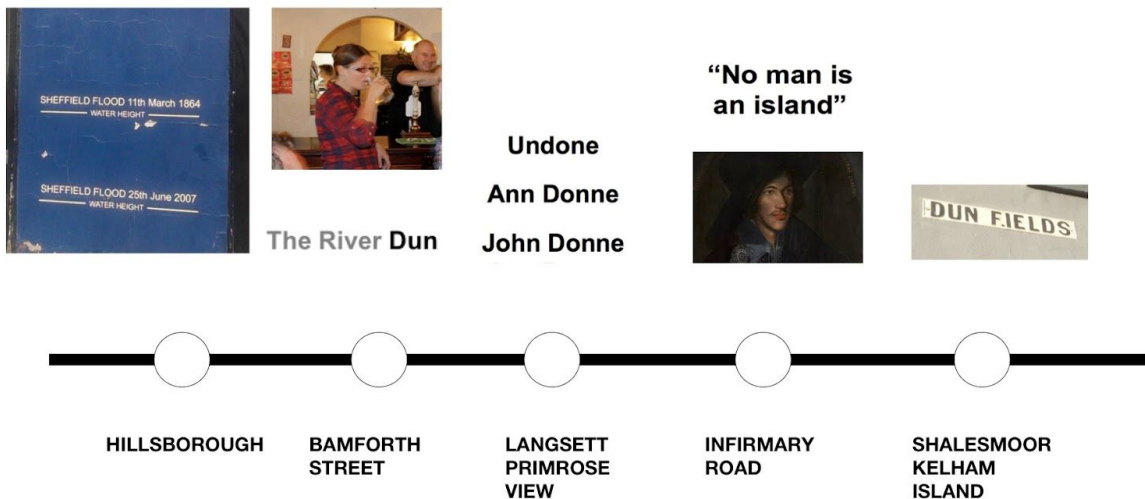 SHEFFIELD FLOOD 11th March 1864
WATER HEIGHT
SHEFFIELD FLOOD 25th June 2007
WATER HEIGHT
The River Dun
Undone
Ann Donne
John Donne
“No man is
an island”
DUN FIELDS
HILLSBOROUGH
BAMFORTH
STREET
LANGSETT
PRIMROSE
VIEW
INFIRMARY
ROAD
SHALESMOOR
KELHAM
ISLAND